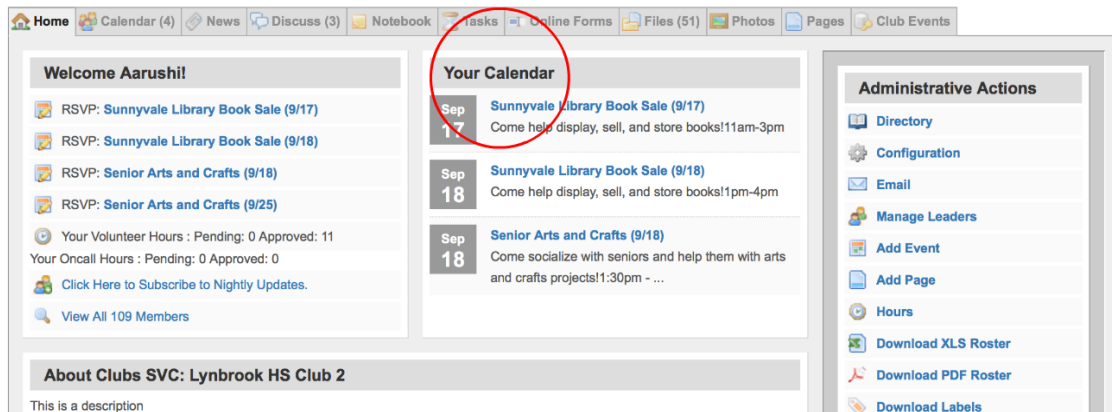 Home Calendar (4) News Discuss (3) Notebook Tasks Online Forms Files (51) Photos Pages Club Events
Welcome Aarushi!
RSVP: Sunnyvale Library Book Sale (9/17)
RSVP: Sunnyvale Library Book Sale (9/18)
RSVP: Senior Arts and Crafts (9/18)
RSVP: Senior Arts and Crafts (9/25)
Your Volunteer Hours : Pending: 0 Approved: 11
Your Oncall Hours : Pending: 0 Approved: 0
Click Here to Subscribe to Nightly Updates.
View All 109 Members
Your Calendar
Sep
17
Sunnyvale Library Book Sale (9/17)
Come help display, sell, and store books!11am-3pm
Sep
18
Sunnyvale Library Book Sale (9/18)
Come help display, sell, and store books!1pm-4pm
Sep
18
Senior Arts and Crafts (9/18)
Come socialize with seniors and help them with arts
and crafts projects!1:30pm - ...
Administrative Actions
Directory
Configuration
Email
Manage Leaders
Add Event
Add Page
Hours
Download XLS Roster
Download PDF Roster
Download Labels
About Clubs SVC: Lynbrook HS Club 2
This is a description